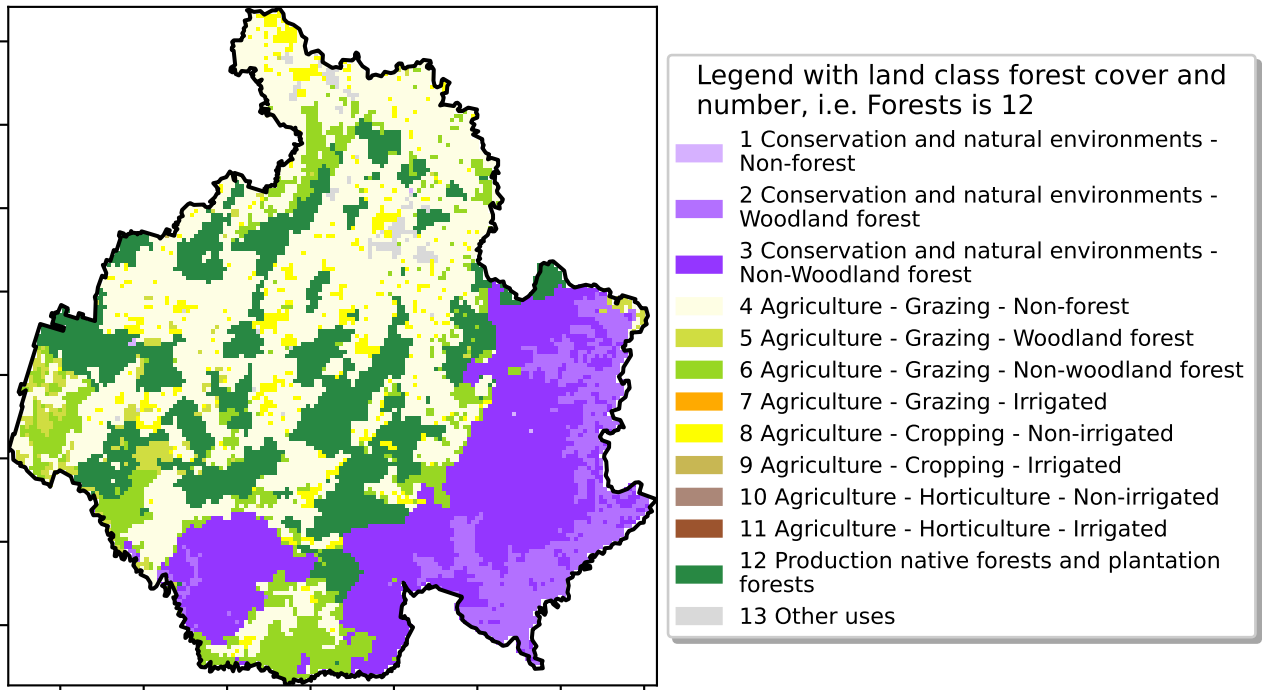 Legend with land class forest cover and
number, i.e. Forests is 12
1 Conservation and natural environments -
Non-forest
2 Conservation and natural environments -
Woodland forest
3 Conservation and natural environments -
Non-Woodland forest
4 Agriculture - Grazing - Non-forest
5 Agriculture - Grazing - Woodland forest
6 Agriculture - Grazing - Non-woodland forest
7 Agriculture - Grazing - Irrigated
8 Agriculture - Cropping - Non-irrigated
9 Agriculture - Cropping - Irrigated
10 Agriculture - Horticulture - Non-irrigated
11 Agriculture - Horticulture - Irrigated
12 Production native forests and plantation
forests
13 Other uses